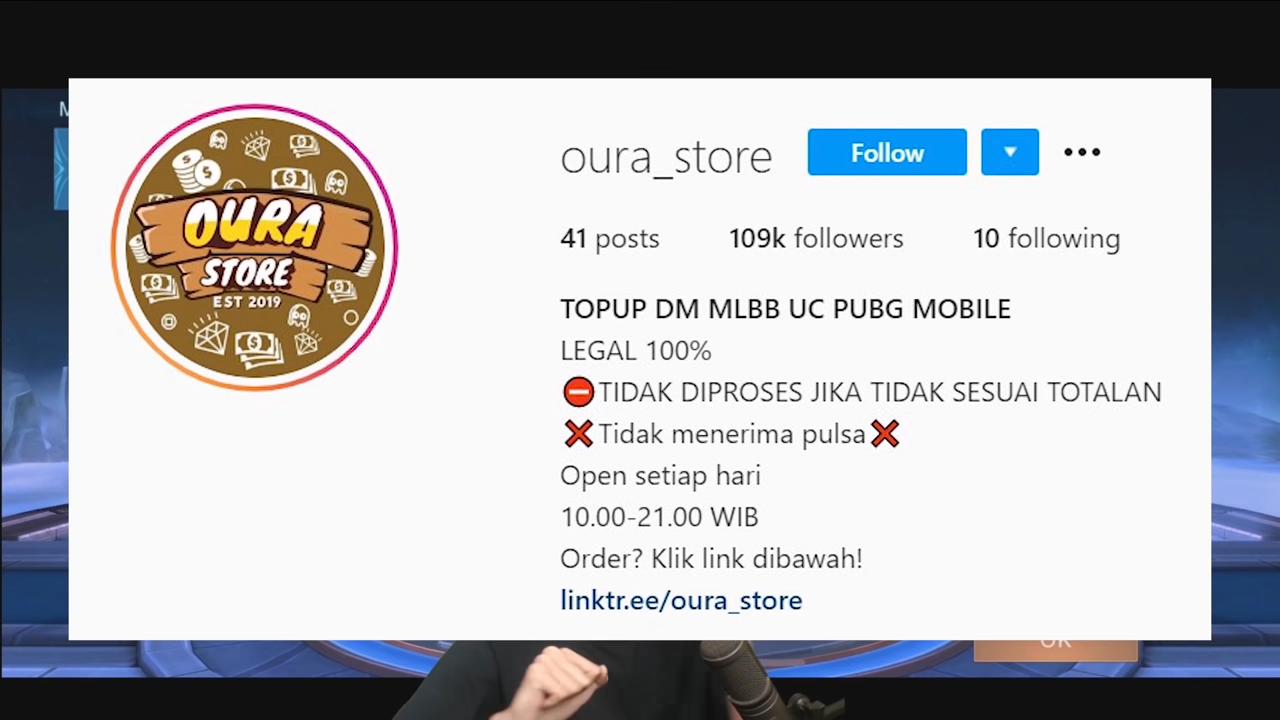 M
OURA
STORE
EST 2019
oura_store
Follow
41 posts 109k followers 10 following
TOPUP DM MLBB UC PUBG MOBILE
LEGAL 100%
⛔TIDAK DIPROSES JIKA TIDAK SESUAI TOTALAN
❌Tidak menerima pulsa❌
Open setiap hari
10.00-21.00 WIB
Order? Klik link dibawah!
linktr.ee/oura_store
OK